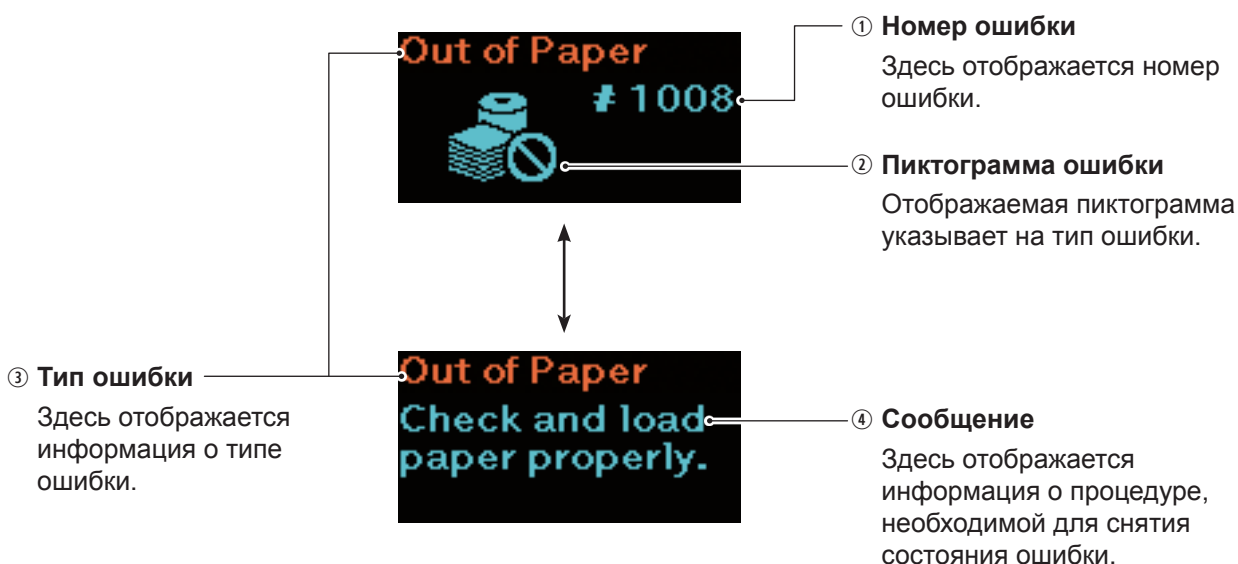 Out of Paper
# 1008
① Номер ошибки
Здесь отображается номер
ошибки.
② Пиктограмма ошибки
Отображаемая пиктограмма
указывает на тип ошибки.
③ Тип ошибки
Здесь отображается
информация о типе
ошибки.
Out of Paper
Check and load
paper properly.
④ Сообщение
Здесь отображается
информация о процедуре,
необходимой для снятия
состояния ошибки.